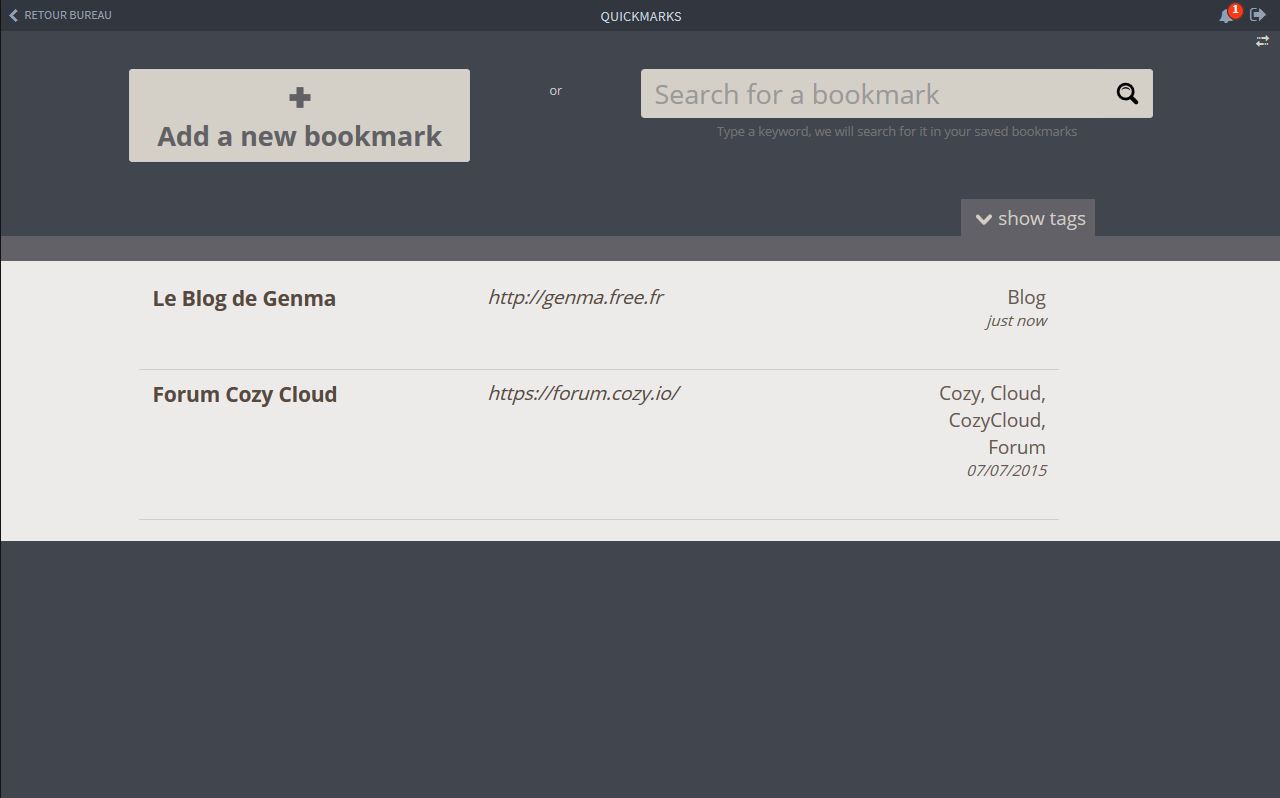 RETOUR BUREAU
QUICKMARKS
1
Add a new bookmark
or
Search for a bookmark
Type a keyword, we will search for it in your saved bookmarks
show tags
Le Blog de Genma
http://genma.free.fr
Blog
just now
Forum Cozy Cloud
https://forum.cozy.io/
Cozy, Cloud,
CozyCloud,
Forum
07/07/2015